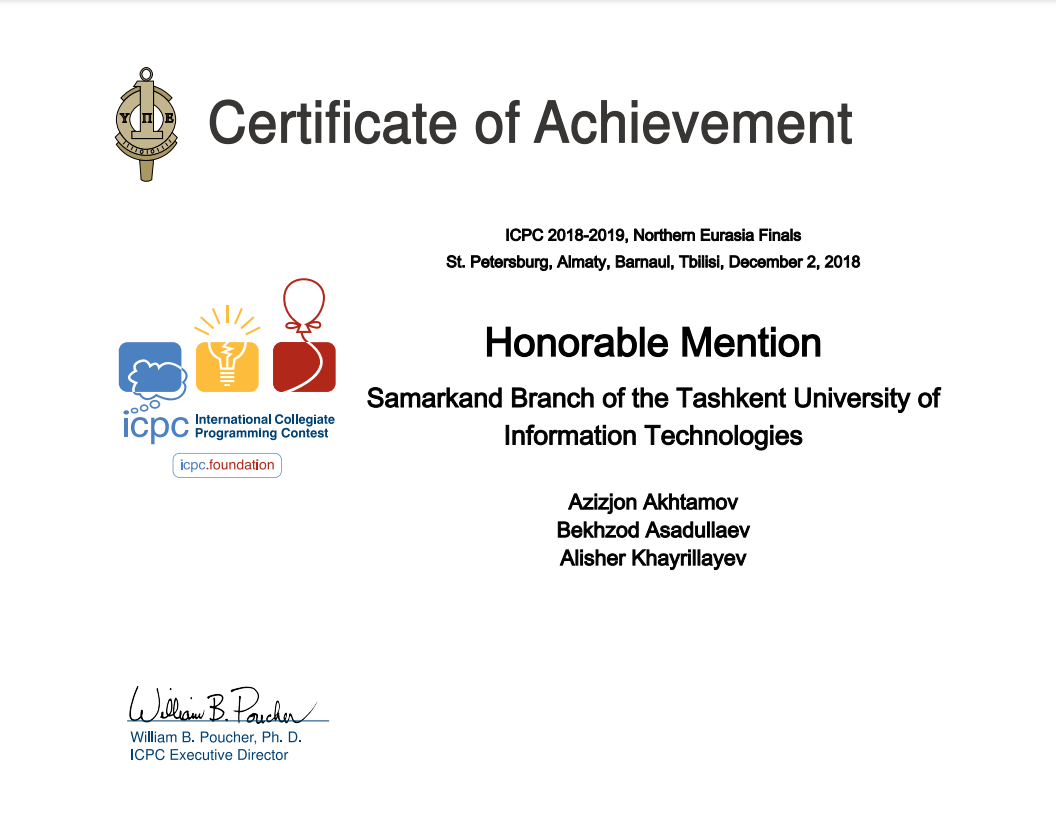 Υ Π Ε
Certificate of Achievement
ICPC 2018-2019, Northern Eurasia Finals
St. Petersburg, Almaty, Barnaul, Tbilisi, December 2, 2018
Honorable Mention
Samarkand Branch of the Tashkent University of
Information Technologies
icpc International Collegiate
Programming Contest
icpc.foundation
Azizjon Akhtamov
Bekhzod Asadullaev
Alisher Khayrillayev
William B. Poucher
William B. Poucher, Ph. D.
ICPC Executive Director